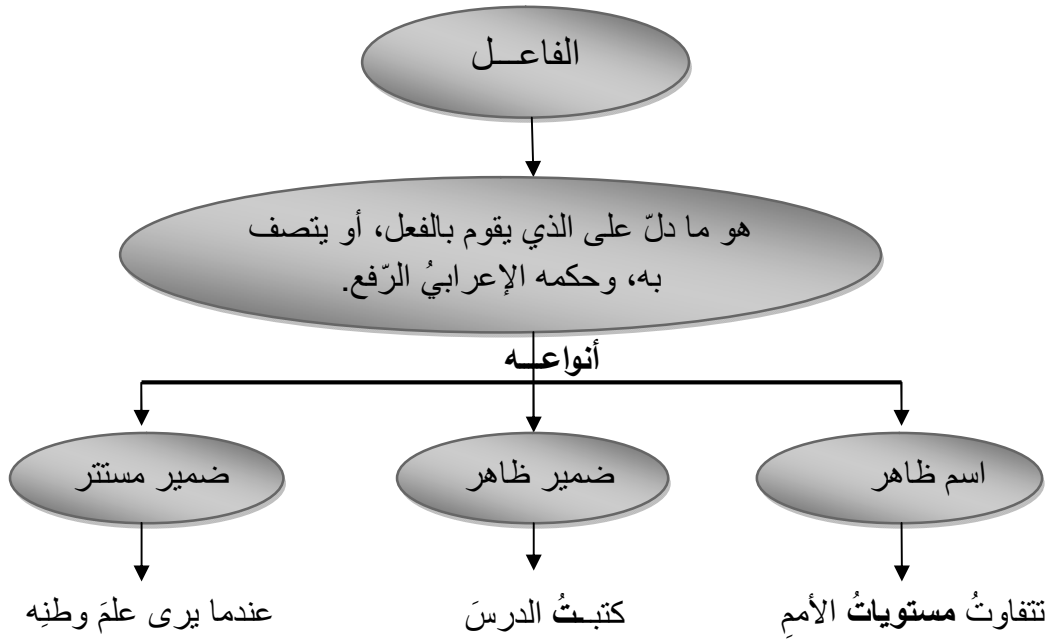 الفاعـــل
هو ما دلّ على الذي يقوم بالفعل، أو يتصف
به، وحكمه الإعرابيُ الرّفع.
أنواعـــه
اسم ظاهر
ضمير ظاهر
ضمير مستتر
تتفاوتُ مستوياتُ الأممِ
كتبـتُ الدرسَ
عندما يرى علمَ وطنِه